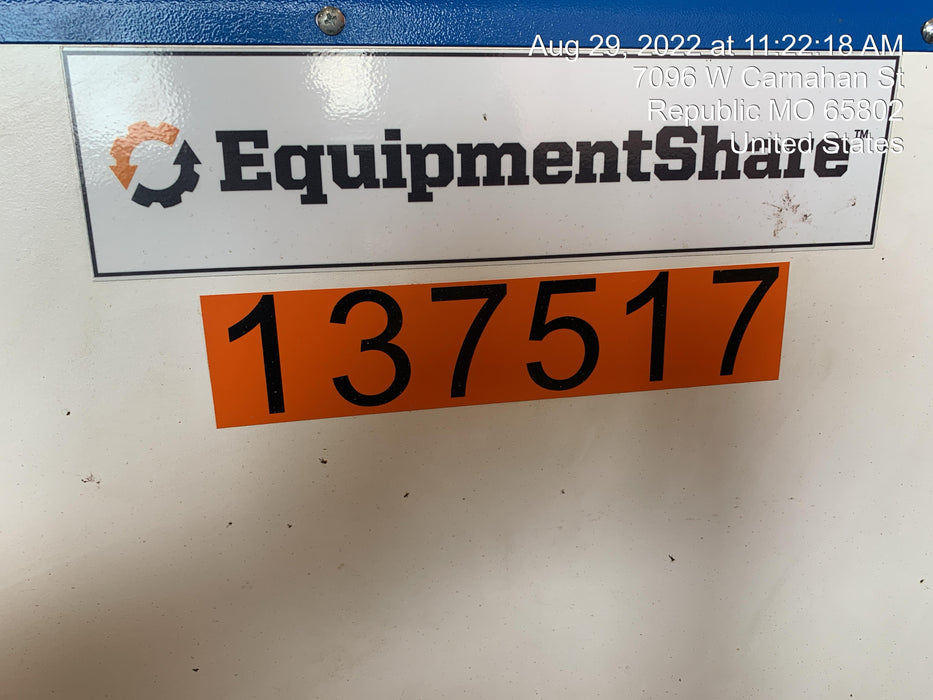 Aug 29, 2022 at 11:22:18 AM
7096 W Carnahan St
Republic MO 65802
United States
EquipmentShare™
137517